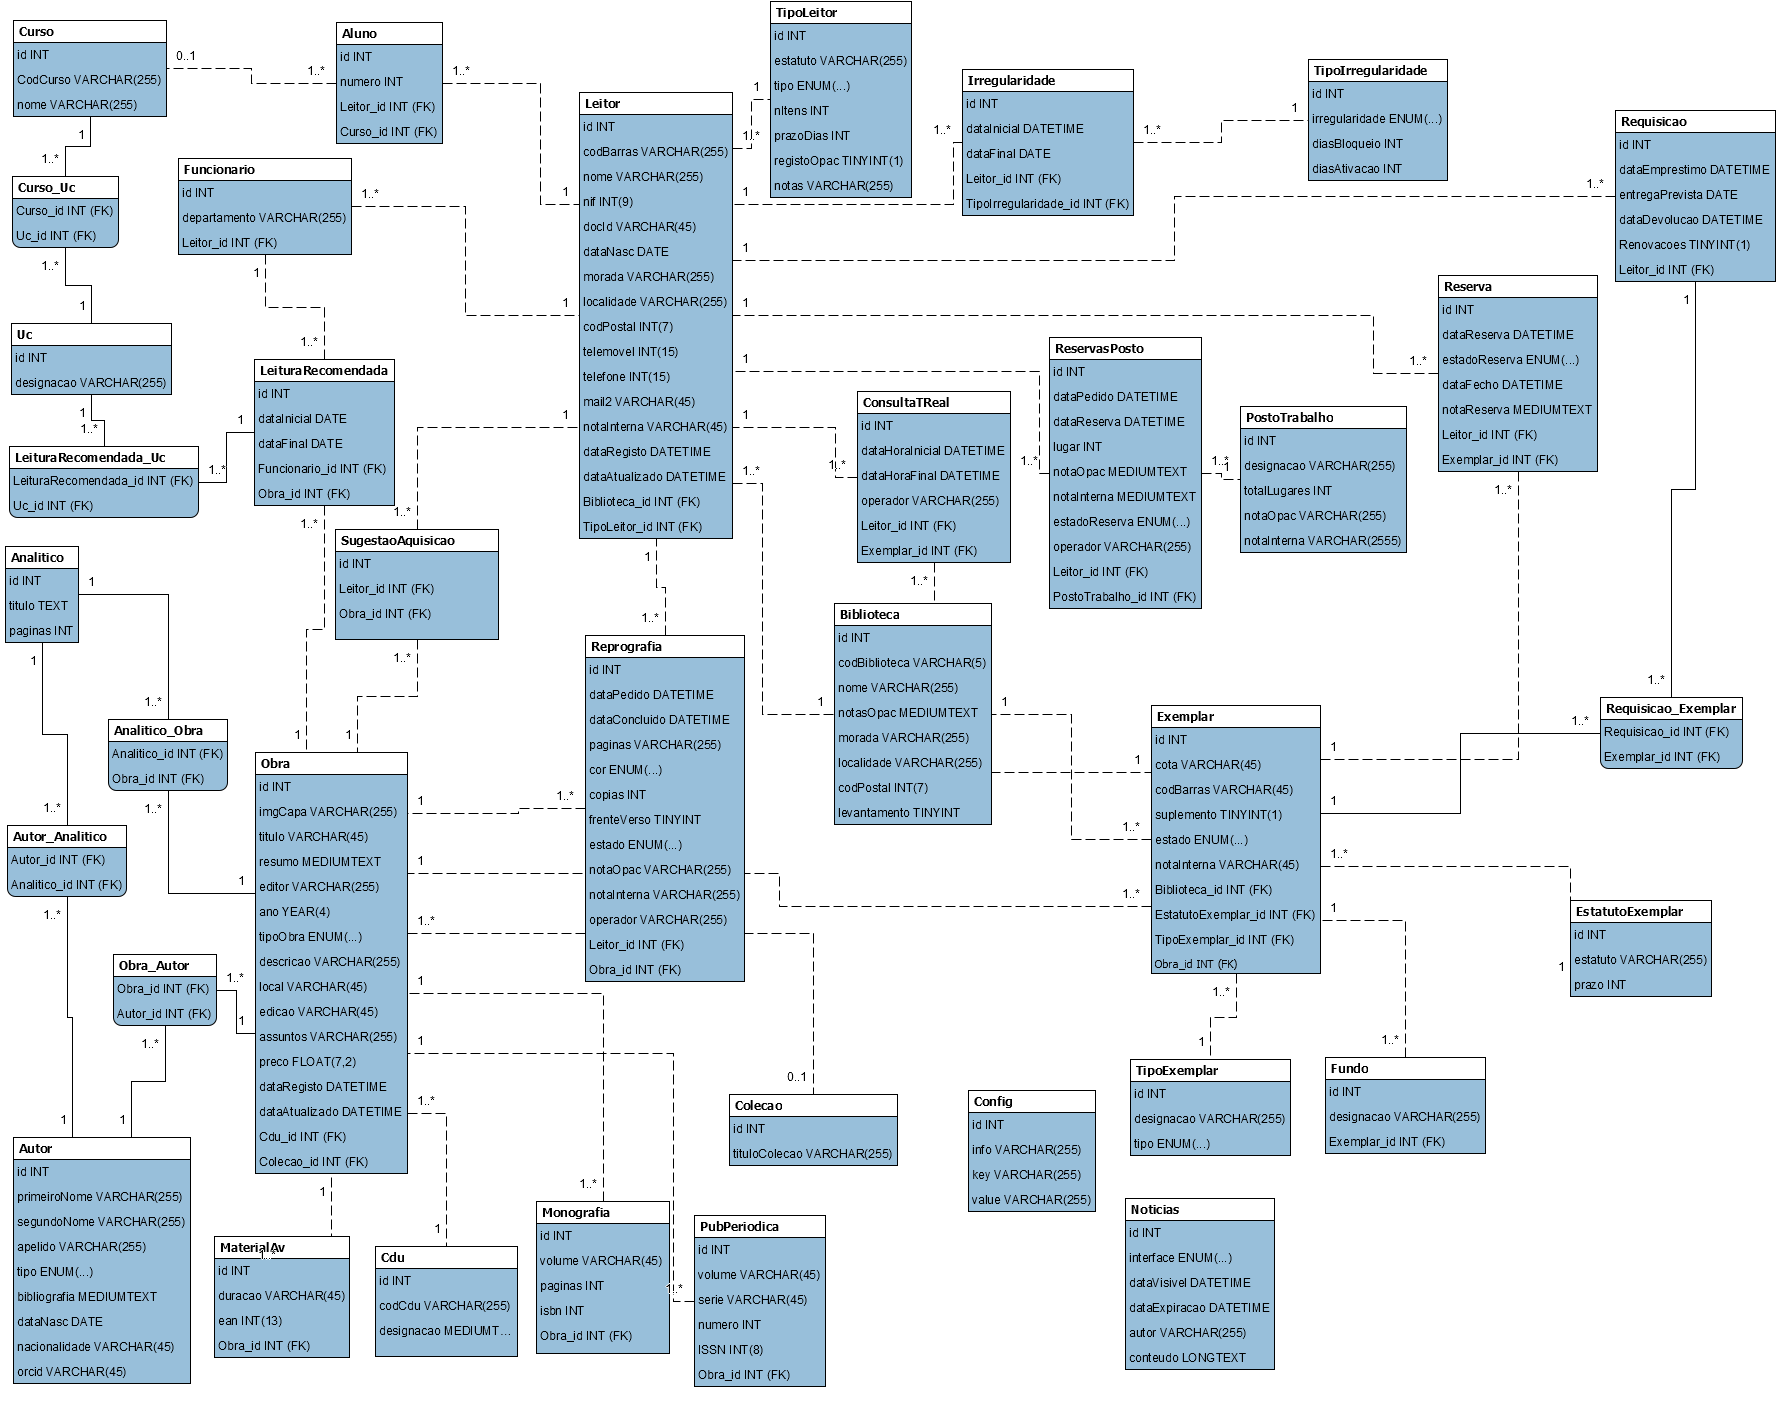 Curso
id INT
CodCurso VARCHAR(255)
nome VARCHAR(255)
0..1
1..*
Aluno
id INT
numero INT
Leitor_id INT (FK)
Curso_id INT (FK)
1..*
1
1..*
Curso_Uc
Curso_id INT (FK)
Uc_id INT (FK)
1..*
1
Funcionario
id INT
departamento VARCHAR(255)
Leitor_id INT (FK)
1..*
1
1..*
Uc
id INT
designacao VARCHAR(255)
1
1..*
LeituraRecomendada_Uc
LeituraRecomendada_id INT (FK)
Uc_id INT (FK)
1..*
1
LeituraRecomendada
id INT
dataInicial DATE
dataFinal DATE
Funcionario_id INT (FK)
Obra_id INT (FK)
1..*
1
Leitor
id INT
codBarras VARCHAR(255)
nome VARCHAR(255)
nif INT(9)
docId VARCHAR(45)
dataNasc DATE
morada VARCHAR(255)
localidade VARCHAR(255)
codPostal INT(7)
telemovel INT(15)
telefone INT(15)
mail2 VARCHAR(45)
notaInterna VARCHAR(45)
dataRegisto DATETIME
dataAtualizado DATETIME
Biblioteca_id INT (FK)
TipoLeitor_id INT (FK)
1
1
1
1..*
1
1
1
1
1
1
1..*
1
TipoLeitor
id INT
estatuto VARCHAR(255)
tipo ENUM(...)
nItens INT
prazoDias INT
registoOpac TINYINT(1)
notas VARCHAR(255)
1
Irregularidade
id INT
dataInicial DATETIME
dataFinal DATE
Leitor_id INT (FK)
TipoIrregularidade_id INT (FK)
1..*
1..*
1
TipoIrregularidade
id INT
irregularidade ENUM(...)
diasBloqueio INT
diasAtivacao INT
Requisicao
id INT
dataEmprestimo DATETIME
entregaPrevista DATE
dataDevolucao DATETIME
Renovacoes TINYINT(1)
Leitor_id INT (FK)
1..*
1
Reserva
id INT
dataReserva DATETIME
estadoReserva ENUM(...)
dataFecho DATETIME
notaReserva MEDIUMTEXT
Leitor_id INT (FK)
Exemplar_id INT (FK)
1..*
1..*
ReservasPosto
id INT
dataPedido DATETIME
dataReserva DATETIME
lugar INT
notaOpac MEDIUMTEXT
notaInterna MEDIUMTEXT
estadoReserva ENUM(...)
operador VARCHAR(255)
Leitor_id INT (FK)
PostoTrabalho_id INT (FK)
1..*
1..*
1
PostoTrabalho
id INT
designacao VARCHAR(255)
totalLugares INT
notaOpac VARCHAR(255)
notaInterna VARCHAR(2555)
ConsultaTReal
id INT
dataHoraInicial DATETIME
dataHoraFinal DATETIME
operador VARCHAR(255)
Leitor_id INT (FK)
Exemplar_id INT (FK)
1..*
1..*
SugestaoAquisicao
id INT
Leitor_id INT (FK)
Obra_id INT (FK)
1..*
1..*
1
Analitico
id INT
titulo TEXT
paginas INT
1
1
1..*
Analitico_Obra
Analitico_id INT (FK)
Obra_id INT (FK)
1..*
1
1..*
Autor_Analitico
Autor_id INT (FK)
Analitico_id INT (FK)
1..*
1
Obra_Autor
Obra_id INT (FK)
Autor_id INT (FK)
1..*
1
1..*
1
Autor
id INT
primeiroNome VARCHAR(255)
segundoNome VARCHAR(255)
apelido VARCHAR(255)
tipo ENUM(...)
bibliografia MEDIUMTEXT
dataNasc DATE
nacionalidade VARCHAR(45)
orcid VARCHAR(45)
Obra
id INT
imgCapa VARCHAR(255)
titulo VARCHAR(45)
resumo MEDIUMTEXT
editor VARCHAR(255)
ano YEAR(4)
tipoObra ENUM(...)
descricao VARCHAR(255)
local VARCHAR(45)
edicao VARCHAR(45)
assuntos VARCHAR(255)
preco FLOAT(7,2)
dataRegisto DATETIME
dataAtualizado DATETIME
Cdu_id INT (FK)
Colecao_id INT (FK)
1
1
1..*
1
1
1..*
1
Reprografia
id INT
dataPedido DATETIME
dataConcluido DATETIME
paginas VARCHAR(255)
cor ENUM(...)
copias INT
frenteVerso TINYINT
estado ENUM(...)
notaOpac VARCHAR(255)
notaInterna VARCHAR(255)
operador VARCHAR(255)
Leitor_id INT (FK)
Obra_id INT (FK)
1..*
1..*
Biblioteca
id INT
codBiblioteca VARCHAR(5)
nome VARCHAR(255)
notasOpac MEDIUMTEXT
morada VARCHAR(255)
localidade VARCHAR(255)
codPostal INT(7)
levantamento TINYINT
1
1
Exemplar
id INT
cota VARCHAR(45)
codBarras VARCHAR(45)
suplemento TINYINT(1)
estado ENUM(...)
notaInterna VARCHAR(45)
Biblioteca_id INT (FK)
EstatutoExemplar_id INT (FK)
TipoExemplar_id INT (FK)
Obra_id INT (FK)
1
1..*
1..*
1
1
1..*
1
1..*
Requisicao_Exemplar
Requisicao_id INT (FK)
Exemplar_id INT (FK)
1..*
1..*
EstatutoExemplar
id INT
estatuto VARCHAR(255)
prazo INT
1
TipoExemplar
id INT
designacao VARCHAR(255)
tipo ENUM(...)
1
Fundo
id INT
designacao VARCHAR(255)
Exemplar_id INT (FK)
1..*
Colecao
id INT
tituloColecao VARCHAR(255)
0..1
Config
id INT
info VARCHAR(255)
key VARCHAR(255)
value VARCHAR(255)
Noticias
id INT
interface ENUM(...)
dataVisivel DATETIME
dataExpiracao DATETIME
autor VARCHAR(255)
conteudo LONGTEXT
MaterialAv
1..*
id INT
duracao VARCHAR(45)
ean INT(13)
Obra_id INT (FK)
Cdu
id INT
codCdu VARCHAR(255)
designacao MEDIUMT...
1
Monografia
id INT
volume VARCHAR(45)
paginas INT
isbn INT
Obra_id INT (FK)
1..*
PubPeriodica
id INT
volume VARCHAR(45)
serie VARCHAR(45)
numero INT
ISSN INT(8)
Obra_id INT (FK)
1..*